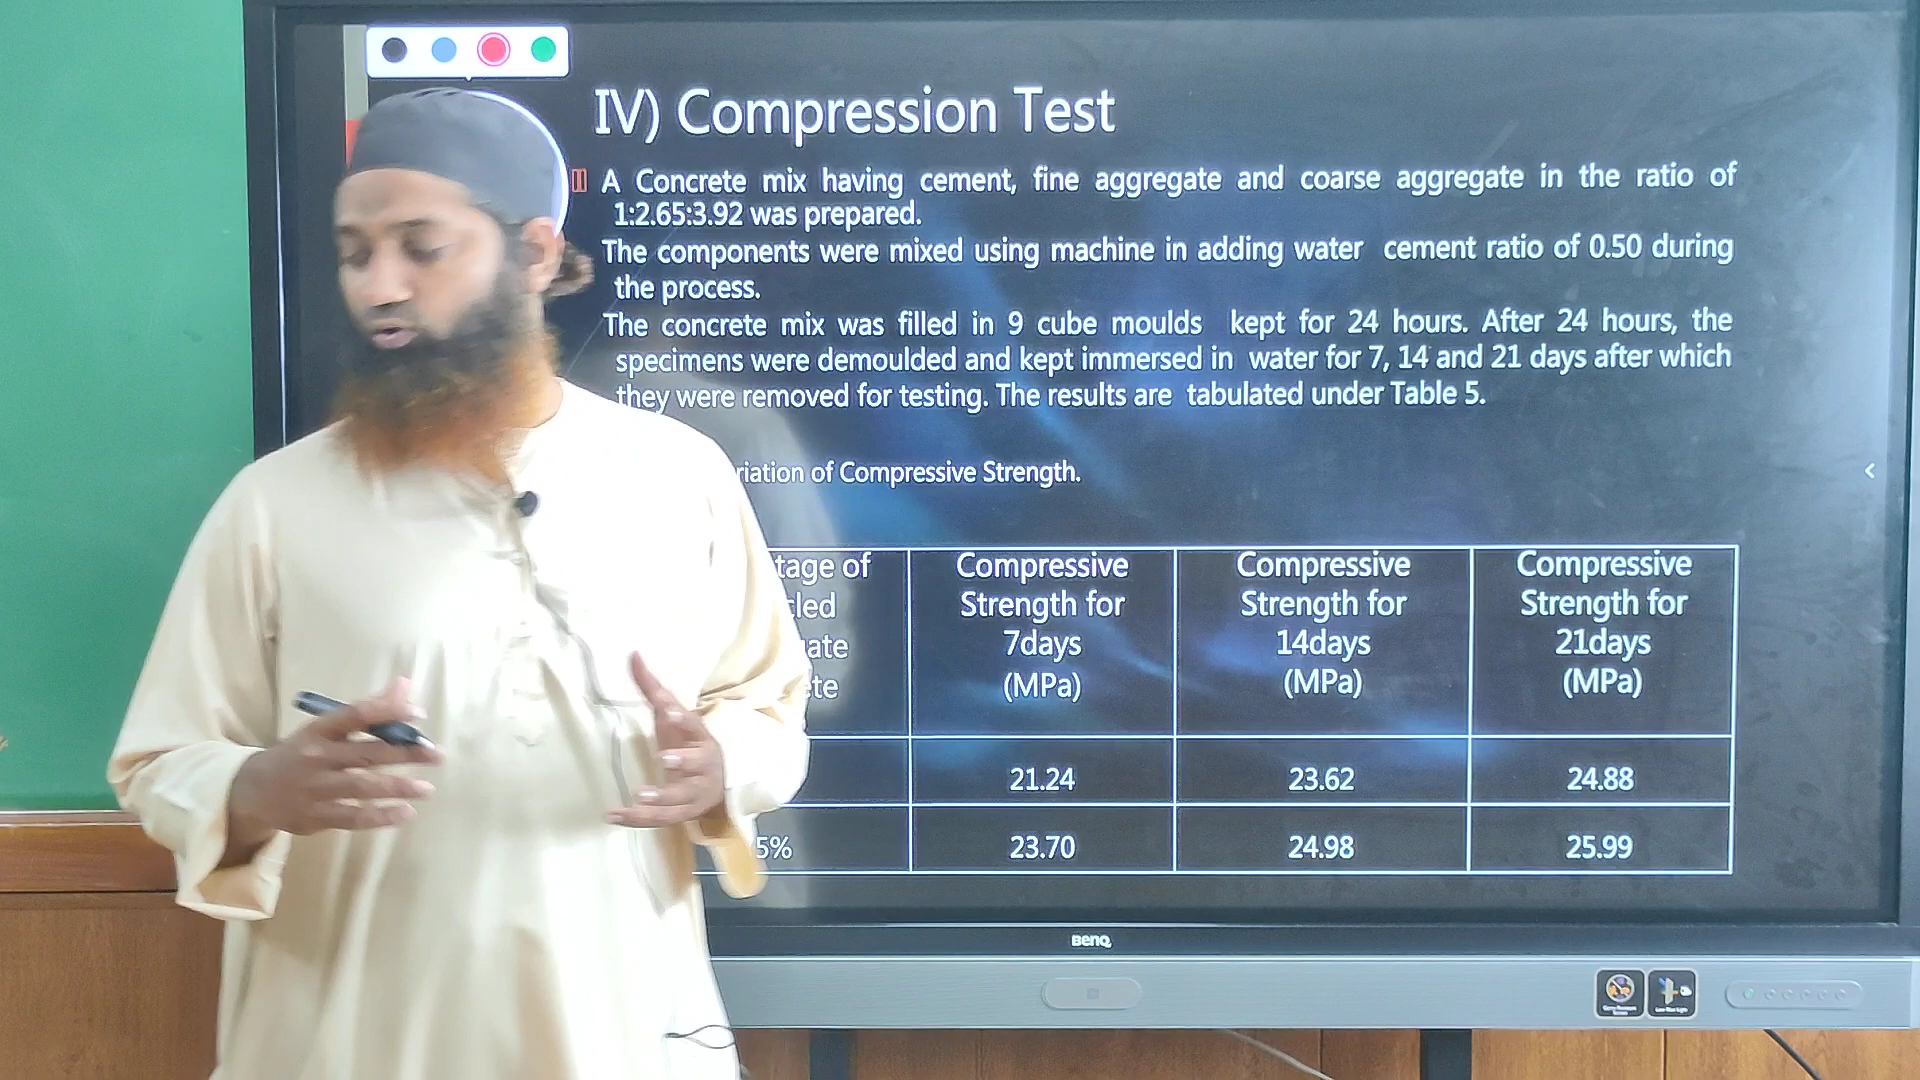 IV) Compression Test
A Concrete mix having cement, fine aggregate and coarse aggregate in the ratio of
1:2.65:3.92 was prepared.
The components were mixed using machine in adding water cement ratio of 0.50 during
the process.
The concrete mix was filled in 9 cube moulds kept for 24 hours. After 24 hours, the
specimens were demoulded and kept immersed in water for 7, 14 and 21 days after which
they were removed for testing. The results are tabulated under Table 5.
of Compressive Strength.
of
Compressive Strength for 7days (MPa)
Compressive Strength for 14days (MPa)
Compressive Strength for 21days (MPa)
21.24 23.62 24.88
5% 23.70 24.98 25.99
BenQ